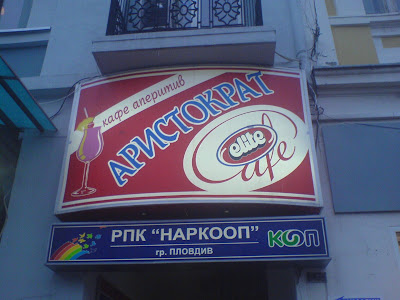 кафе аперитив
АРИСТОКРАТ
elite
Cafe
РПК "НАРКООП"
гр. ПЛОВДИВ
КООП